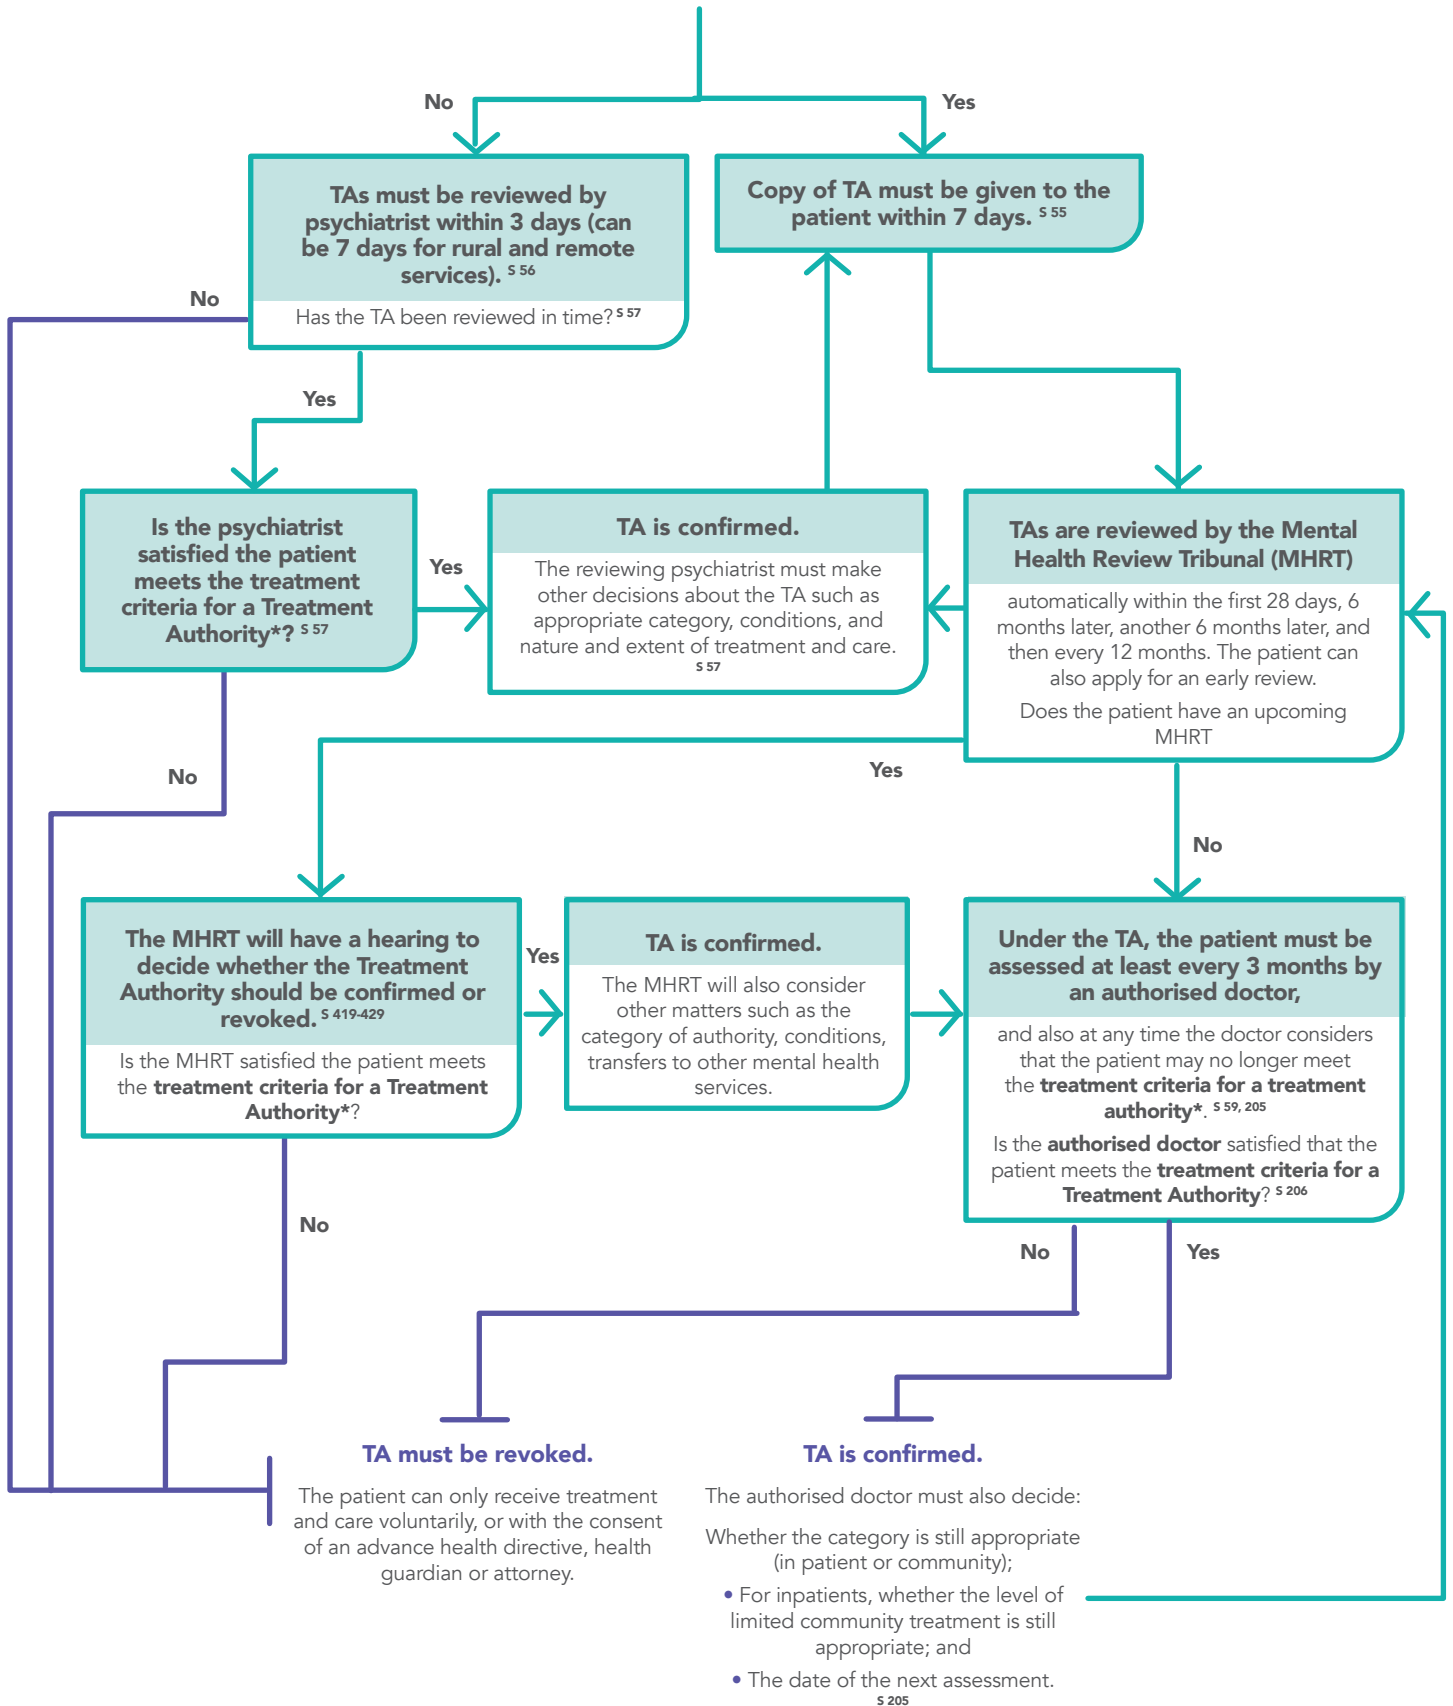 No
Yes
TAs must be reviewed by
psychiatrist within 3 days (can
be 7 days for rural and remote
services). S 56
Has the TA been reviewed in time? S 57
Copy of TA must be given to the
patient within 7 days. S 55
No
Yes
Is the psychiatrist
satisfied the patient
meets the treatment
criteria for a Treatment
Authority*? S 57
Yes
TA is confirmed.
The reviewing psychiatrist must make
other decisions about the TA such as
appropriate category, conditions, and
nature and extent of treatment and care.
S 57
TAs are reviewed by the Mental
Health Review Tribunal (MHRT)
automatically within the first 28 days, 6
months later, another 6 months later, and
then every 12 months. The patient can
also apply for an early review.
Does the patient have an upcoming
MHRT
No
Yes
No
The MHRT will have a hearing to
decide whether the Treatment
Authority should be confirmed or
revoked. S 419-429
Is the MHRT satisfied the patient meets
the treatment criteria for a Treatment
Authority*?
Yes
TA is confirmed.
The MHRT will also consider
other matters such as the
category of authority, conditions,
transfers to other mental health
services.
Under the TA, the patient must be
assessed at least every 3 months by
an authorised doctor,
and also at any time the doctor considers
that the patient may no longer meet
the treatment criteria for a treatment
authority*. S 59, 205
Is the authorised doctor satisfied that the
patient meets the treatment criteria for a
Treatment Authority? S 206
No
No
Yes
TA must be revoked.
The patient can only receive treatment
and care voluntarily, or with the consent
of an advance health directive, health
guardian or attorney.
TA is confirmed.
The authorised doctor must also decide:
Whether the category is still appropriate
(in patient or community);
• For inpatients, whether the level of
limited community treatment is still
appropriate; and
• The date of the next assessment.
S 205